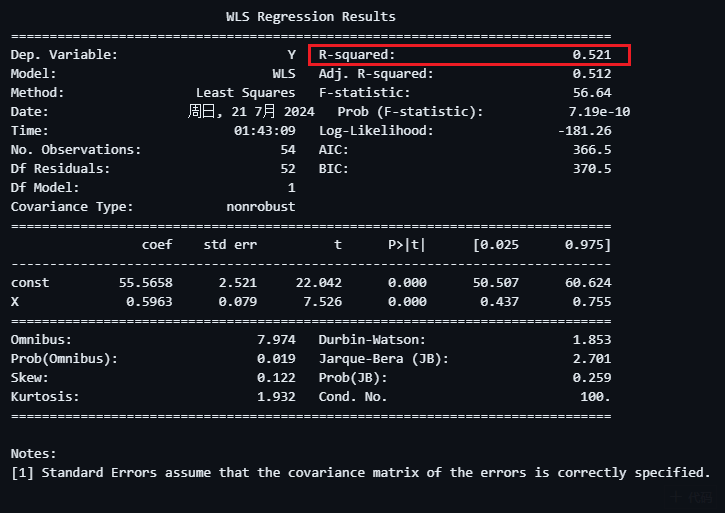 WLS Regression Results
==============================================================================
Dep. Variable: Y R-squared: 0.521
Model: WLS Adj. R-squared: 0.512
Method: Least Squares F-statistic: 56.64
Date: 周日, 21 7月 2024 Prob (F-statistic): 7.19e-10
Time: 01:43:09 Log-Likelihood: -181.26
No. Observations: 54 AIC: 366.5
Df Residuals: 52 BIC: 370.5
Df Model: 1
Covariance Type: nonrobust
==============================================================================
coef std err t P>|t| [0.025 0.975]
------------------------------------------------------------------------------
const 55.5658 2.521 22.042 0.000 50.507 60.624
X 0.5963 0.079 7.526 0.000 0.437 0.755
==============================================================================
Omnibus: 7.974 Durbin-Watson: 1.853
Prob(Omnibus): 0.019 Jarque-Bera (JB): 2.701
Skew: 0.122 Prob(JB): 0.259
Kurtosis: 1.932 Cond. No. 100.
==============================================================================
Notes:
[1] Standard Errors assume that the covariance matrix of the errors is correctly specified.
+ 代码